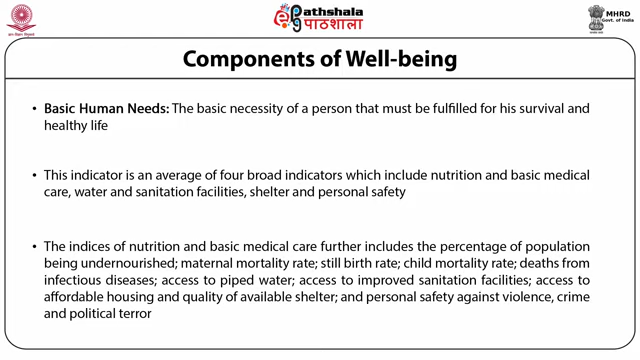 Pathshala
पाठशाला
MHRD
Govt. of India
Components of Well-being
• Basic Human Needs: The basic necessity of a person that must be fulfilled for his survival and
healthy life
• This indicator is an average of four broad indicators which include nutrition and basic medical
care, water and sanitation facilities, shelter and personal safety
• The indices of nutrition and basic medical care further includes the percentage of population
being undernourished; maternal mortality rate; still birth rate; child mortality rate; deaths from
infectious diseases; access to piped water; access to improved sanitation facilities; access to
affordable housing and quality of available shelter; and personal safety against violence, crime
and political terror